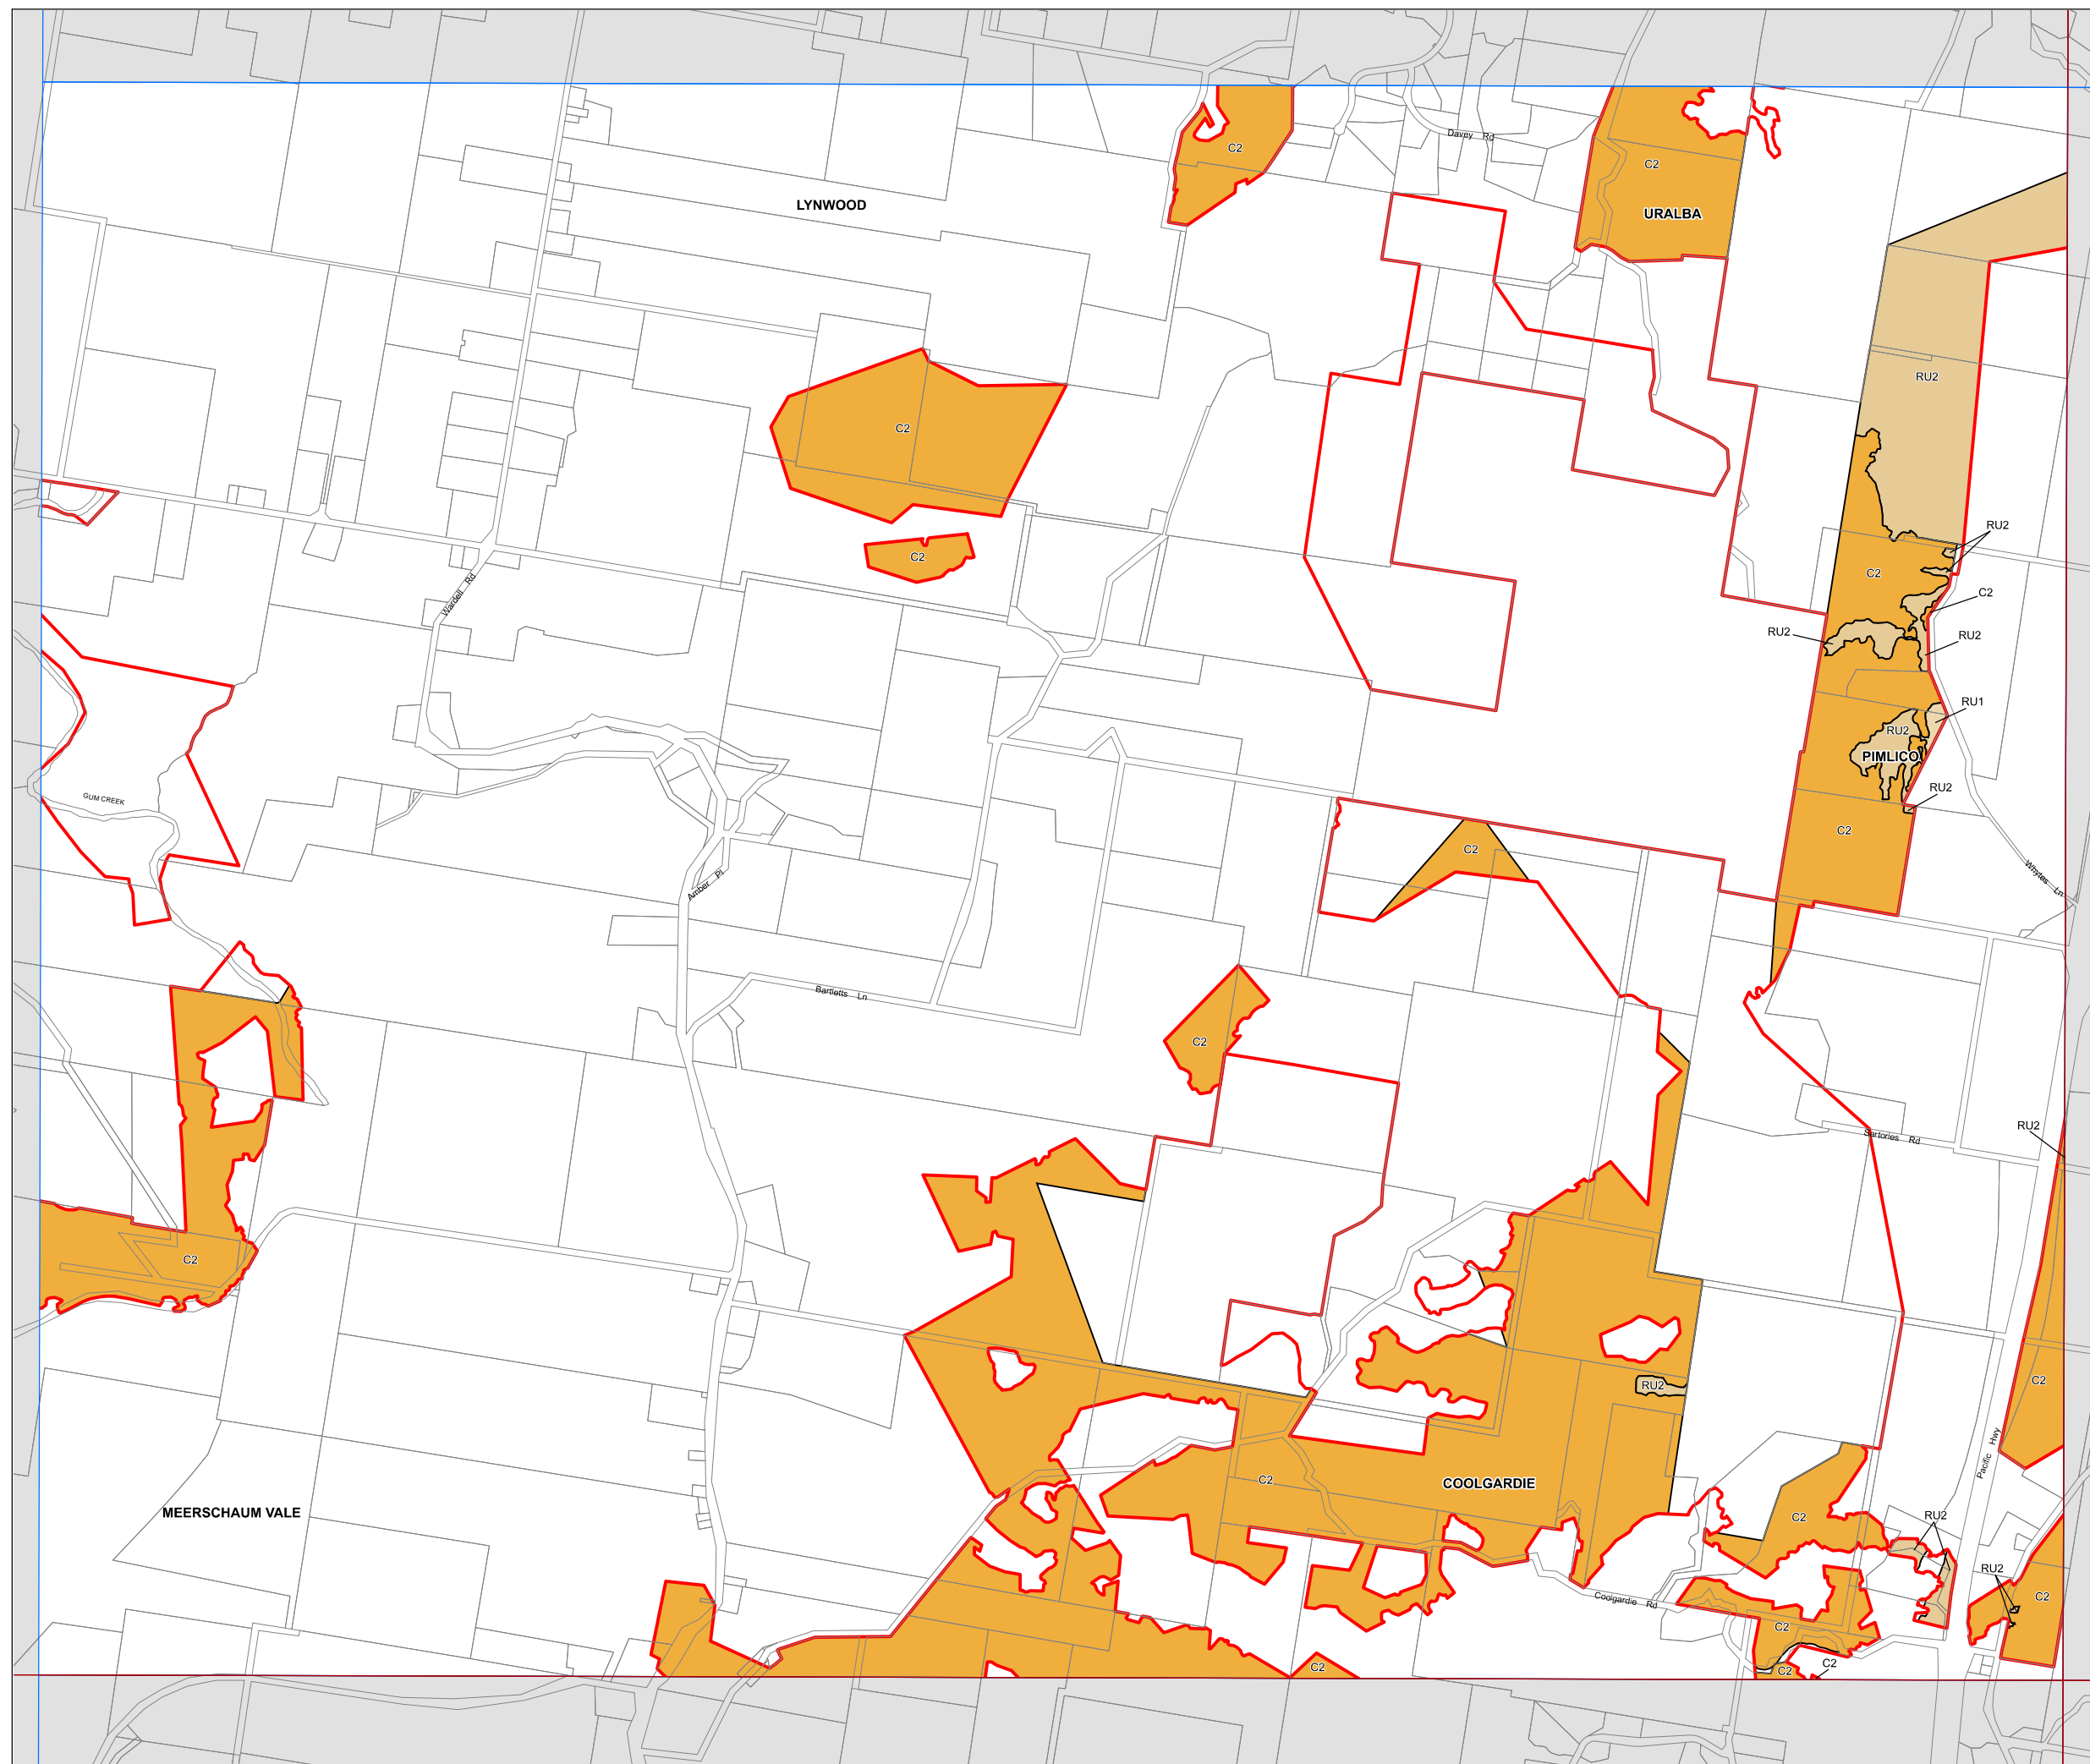 Davey Rd
C2
C2
LYNWOOD
URALBA
RU2
C2
RU2
C2
C2
C2
Wardell Rd
RU2
RU2
RU1
RU2
PIMLICO
GUM CREEK
RU2
C2
C2
Whytes Ln
Amber Pl
Bartletts Ln
C2
RU2
Sartories Rd
C2
C2
RU2
Pacific Hwy
C2
COOLGARDIE
MEERSCHAUM VALE
C2
RU2
RU2
C2
Coolgardie Rd
C2
C2
C2
C2